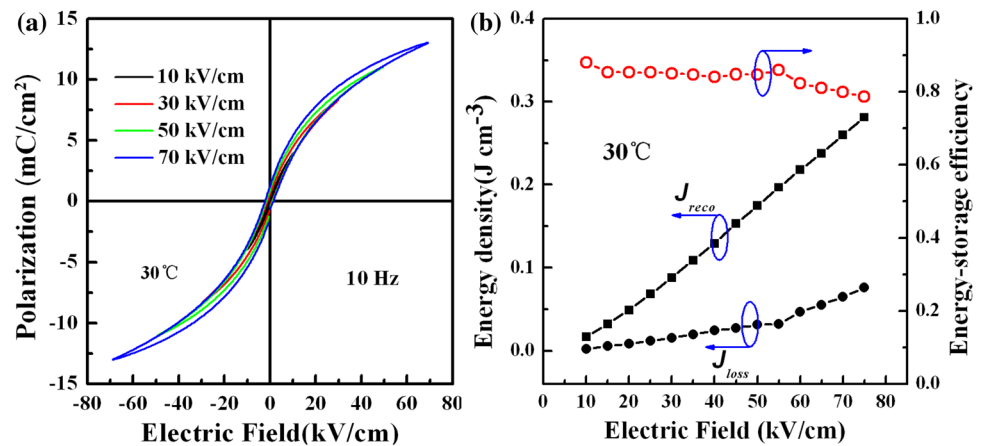 (a)
15
10
5
0
-5
-10
-15
Polarization (mC/cm²)
10 kV/cm
30 kV/cm
50 kV/cm
70 kV/cm
30℃
10 Hz
-80 -60 -40 -20 0 20 40 60 80
Electric Field(kV/cm)
(b)
0.4
0.3
0.2
0.1
0.0
Energy density(J cm⁻³)
30℃
J reco
J loss
1.0
0.8
0.6
0.4
0.2
0.0
Energy-storage efficiency
0 10 20 30 40 50 60 70 80
Electric Field (kV/cm)